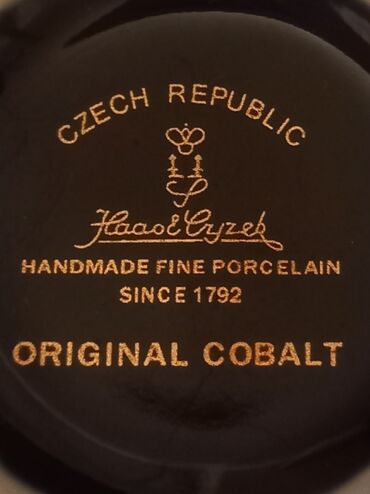 CZECH REPUBLIC
S
Haas & Czjzek
HANDMADE FINE PORCELAIN
SINCE 1792
ORIGINAL COBALT